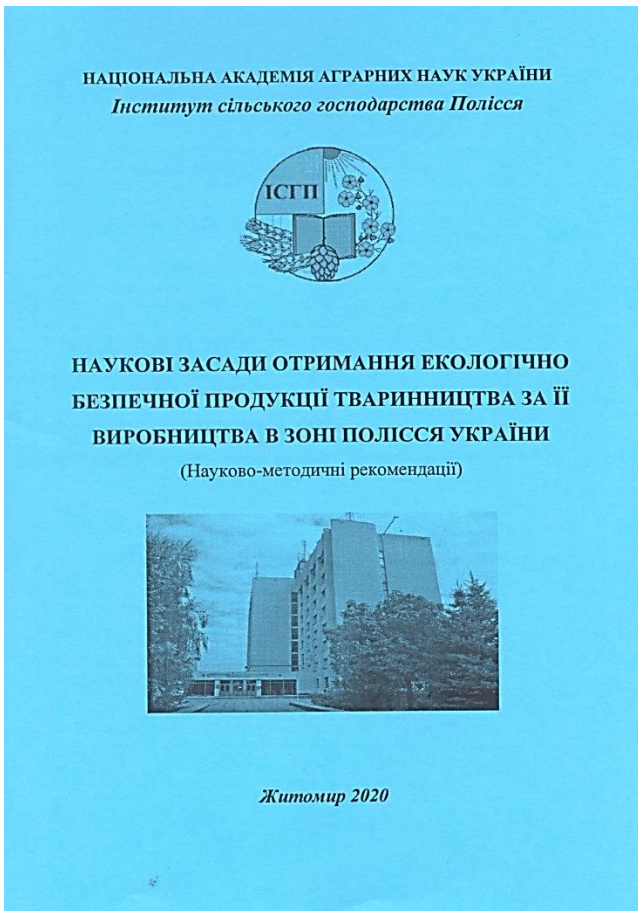 НАЦІОНАЛЬНА АКАДЕМІЯ АГРАРНИХ НАУК УКРАЇНИ
Інститут сільського господарства Полісся
ІСГП
НАУКОВІ ЗАСАДИ ОТРИМАННЯ ЕКОЛОГІЧНО
БЕЗПЕЧНОЇ ПРОДУКЦІЇ ТВАРИННИЦТВА ЗА ЇЇ
ВИРОБНИЦТВА В ЗОНІ ПОЛІССЯ УКРАЇНИ
(Науково-методичні рекомендації)
Житомир 2020